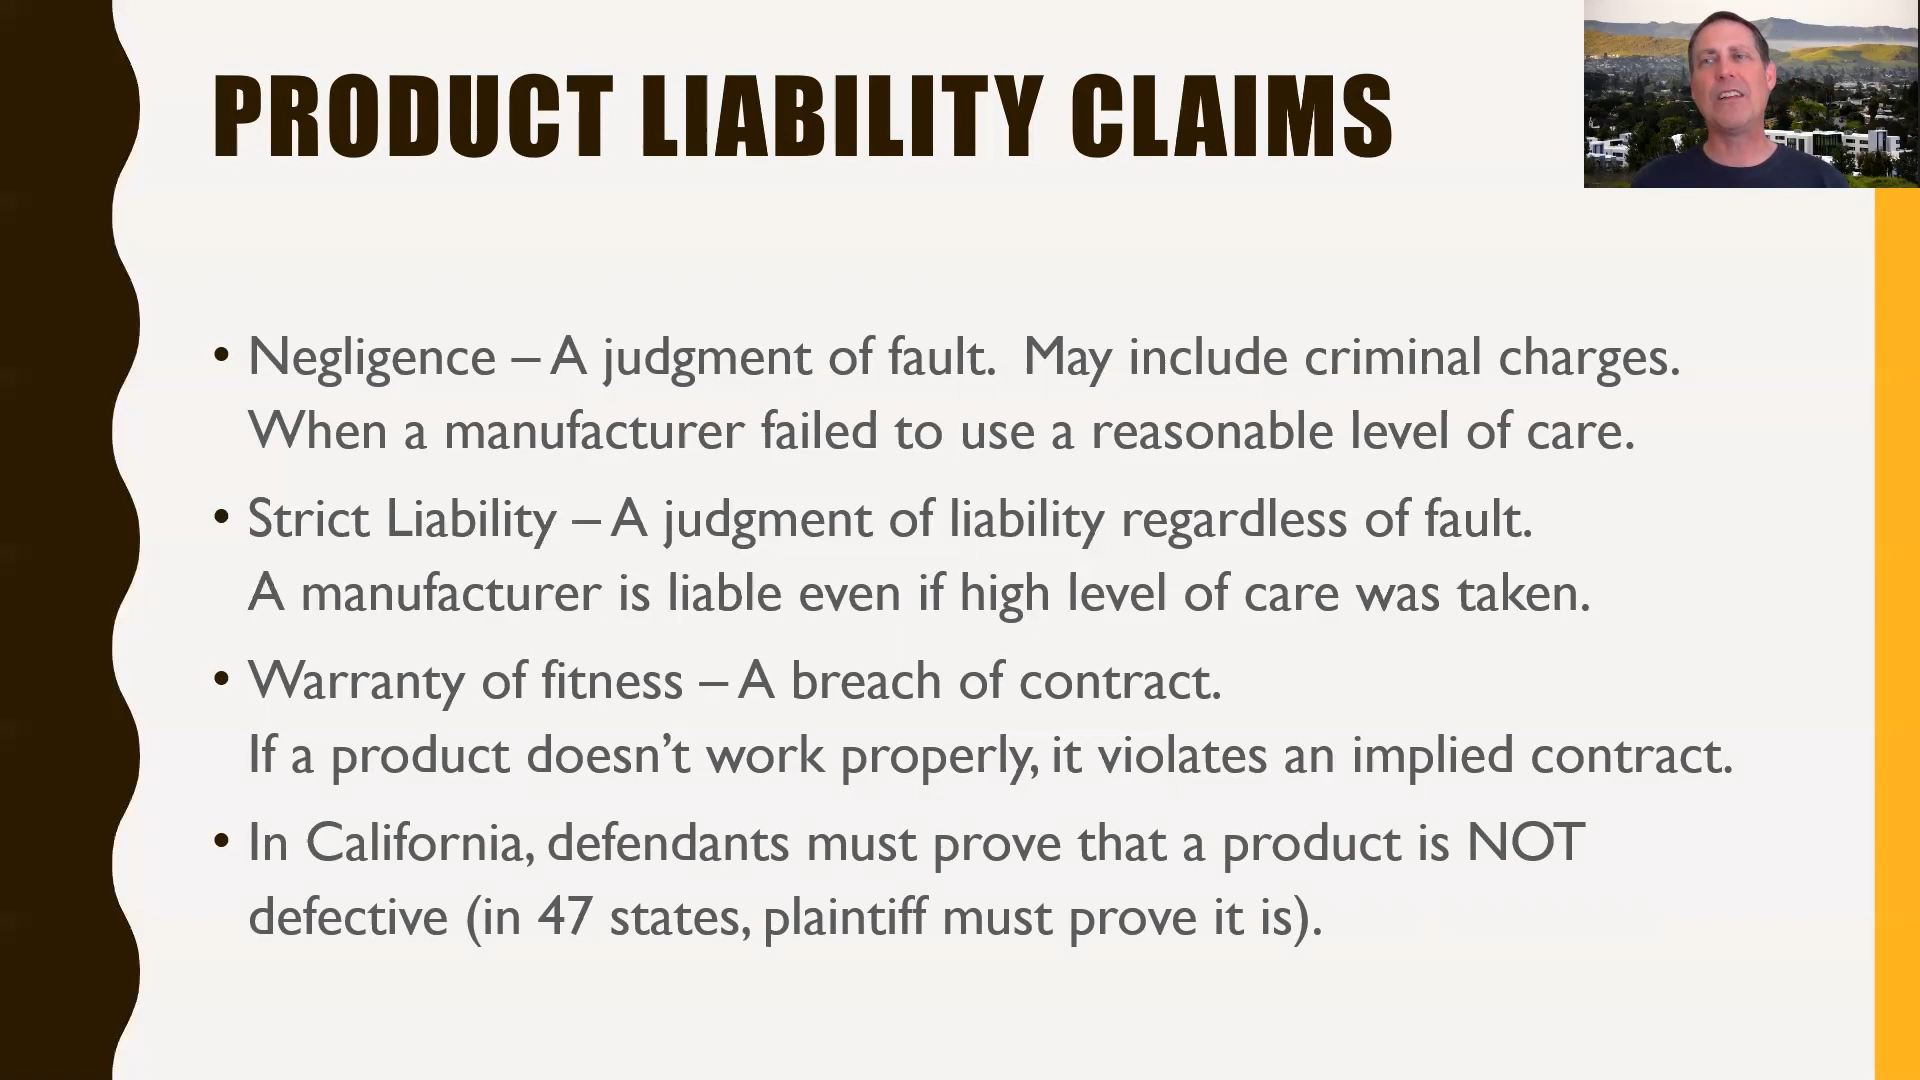 PRODUCT LIABILITY CLAIMS
• Negligence – A judgment of fault.  May include criminal charges.
When a manufacturer failed to use a reasonable level of care.
• Strict Liability – A judgment of liability regardless of fault.
A manufacturer is liable even if high level of care was taken.
• Warranty of fitness – A breach of contract.
If a product doesn’t work properly, it violates an implied contract.
• In California, defendants must prove that a product is NOT
defective (in 47 states, plaintiff must prove it is).